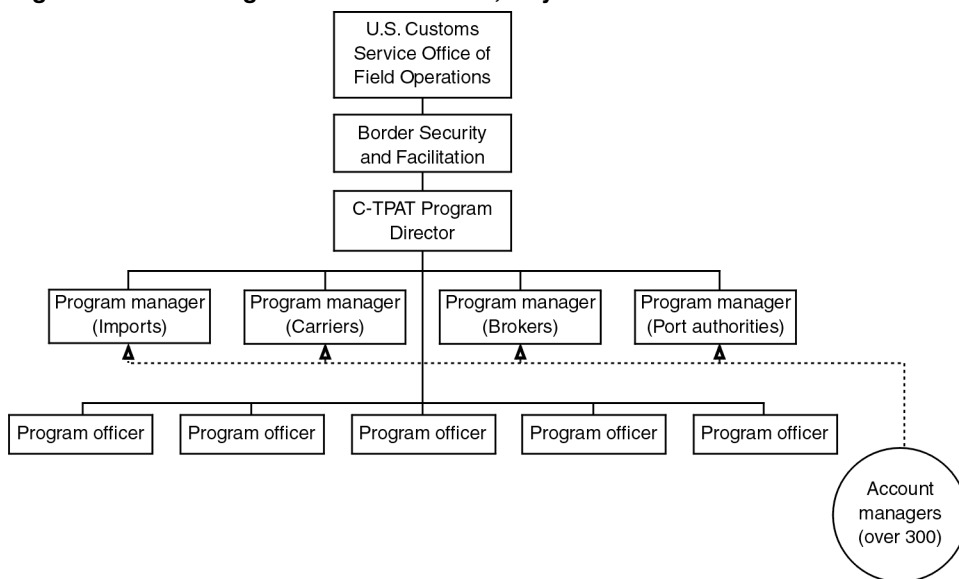 U.S. Customs
Service Office of
Field Operations
Border Security
and Facilitation
C-TPAT Program
Director
Program manager
(Imports)
Program manager
(Carriers)
Program manager
(Brokers)
Program manager
(Port authorities)
Program officer
Program officer
Program officer
Program officer
Program officer
Account
managers
(over 300)